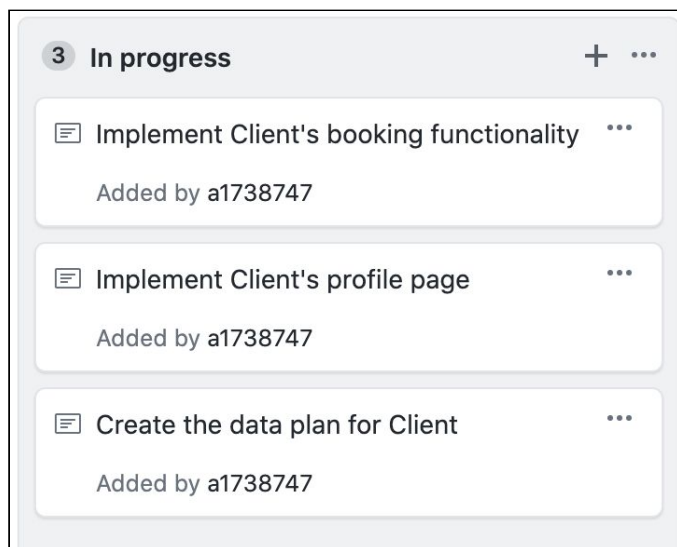 3 In progress
Implement Client's booking functionality
Added by a1738747
Implement Client's profile page
Added by a1738747
Create the data plan for Client
Added by a1738747